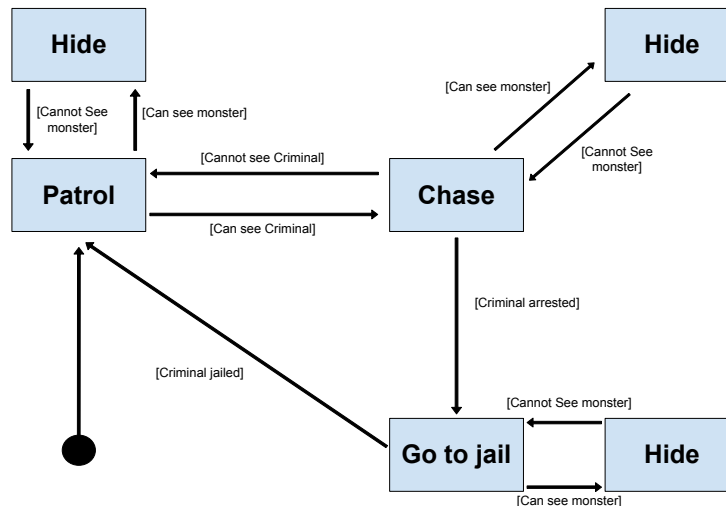 Hide
Hide
[Can see monster]
[Cannot See
monster]
[Can see monster]
[Cannot see Criminal]
[Cannot See
monster]
Patrol
Chase
[Can see Criminal]
[Criminal arrested]
[Criminal jailed]
[Cannot See monster]
Go to jail
Hide
[Can see monster]